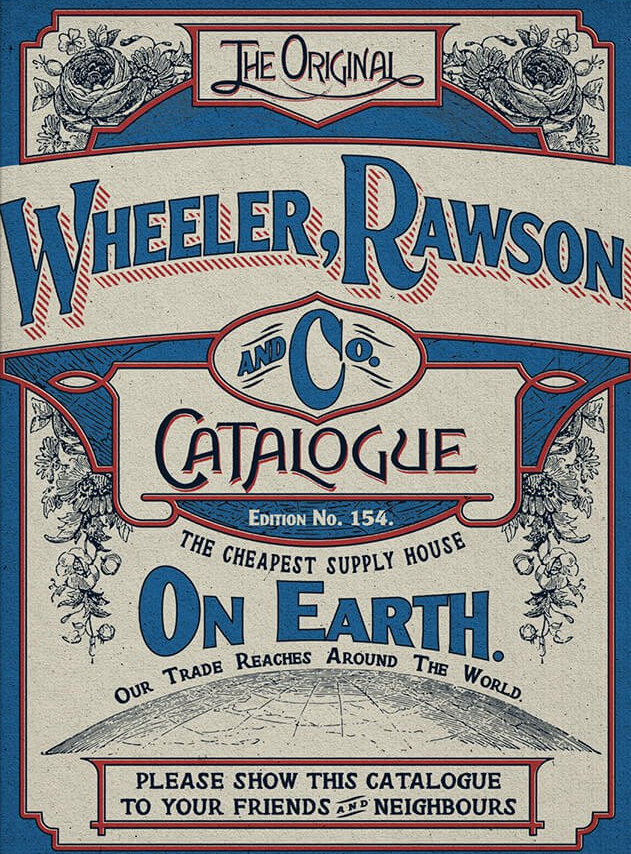 The Original
Wheeler, Rawson
and Co.
Catalogue
Edition No. 154.
The Cheapest Supply House
On Earth.
Our Trade Reaches Around The World.
PLEASE SHOW THIS CATALOGUE
TO YOUR FRIENDS AND NEIGHBOURS